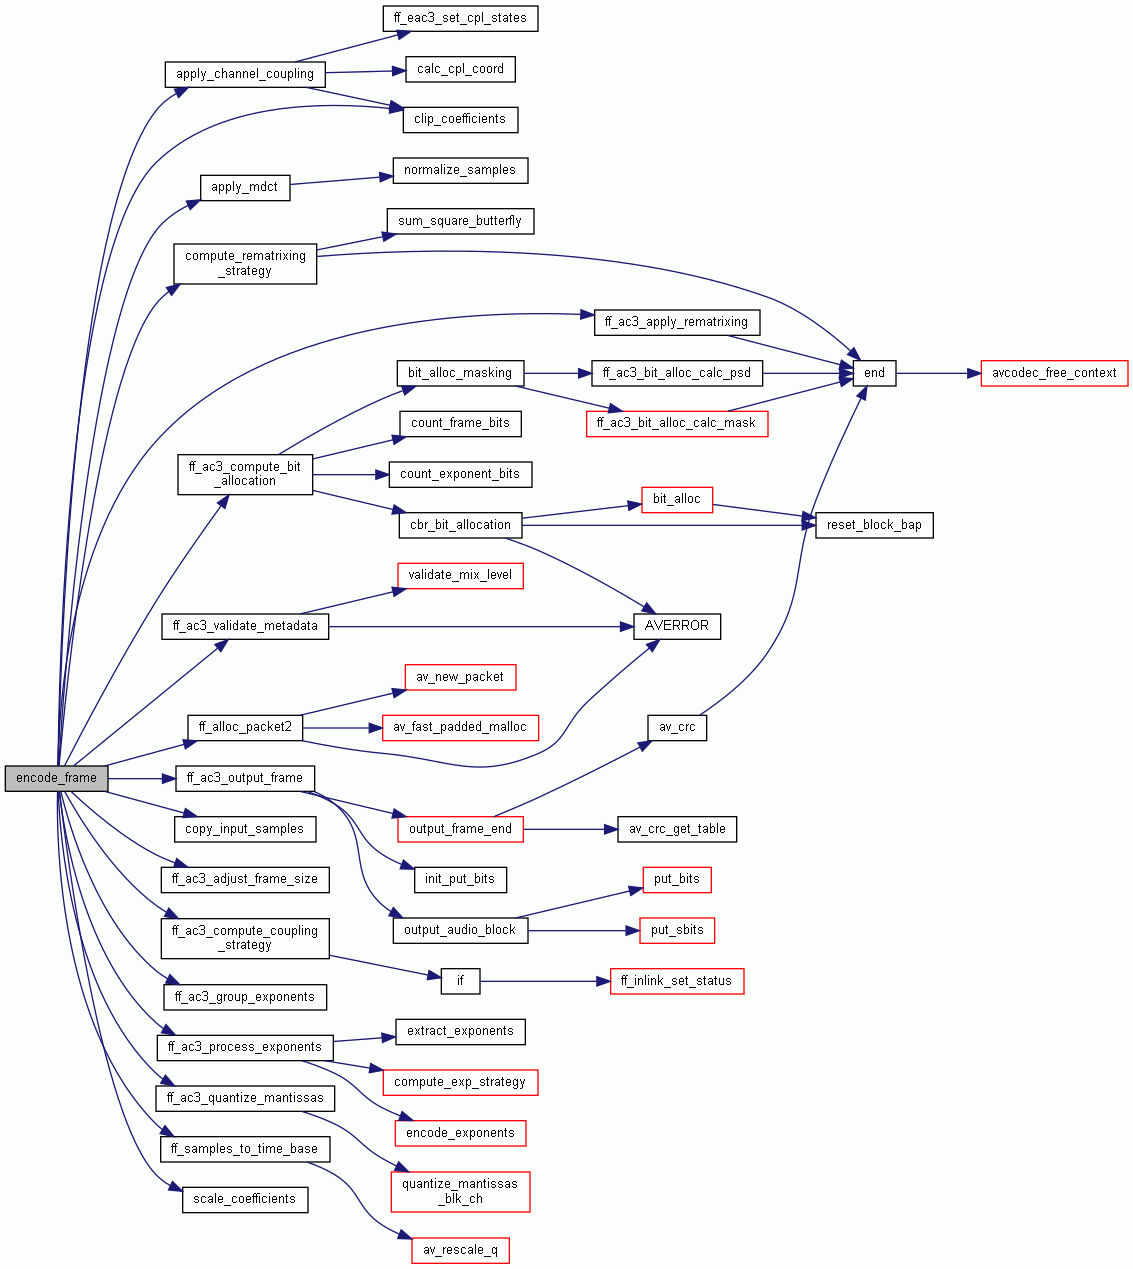 ff_eac3_set_cpl_states
apply_channel_coupling
calc_cpl_coord
clip_coefficients
normalize_samples
apply_mdct
sum_square_butterfly
compute_rematrixing
_strategy
ff_ac3_apply_rematrixing
bit_alloc_masking
ff_ac3_bit_alloc_calc_psd
end
avcodec_free_context
count_frame_bits
ff_ac3_bit_alloc_calc_mask
ff_ac3_compute_bit
_allocation
count_exponent_bits
bit_alloc
cbr_bit_allocation
reset_block_bap
validate_mix_level
ff_ac3_validate_metadata
AVERROR
av_new_packet
ff_alloc_packet2
av_fast_padded_malloc
av_crc
encode_frame
ff_ac3_output_frame
copy_input_samples
output_frame_end
av_crc_get_table
ff_ac3_adjust_frame_size
init_put_bits
put_bits
ff_ac3_compute_coupling
_strategy
output_audio_block
put_sbits
if
ff_inlink_set_status
ff_ac3_group_exponents
extract_exponents
ff_ac3_process_exponents
compute_exp_strategy
ff_ac3_quantize_mantissas
encode_exponents
ff_samples_to_time_base
quantize_mantissas
_blk_ch
scale_coefficients
av_rescale_q